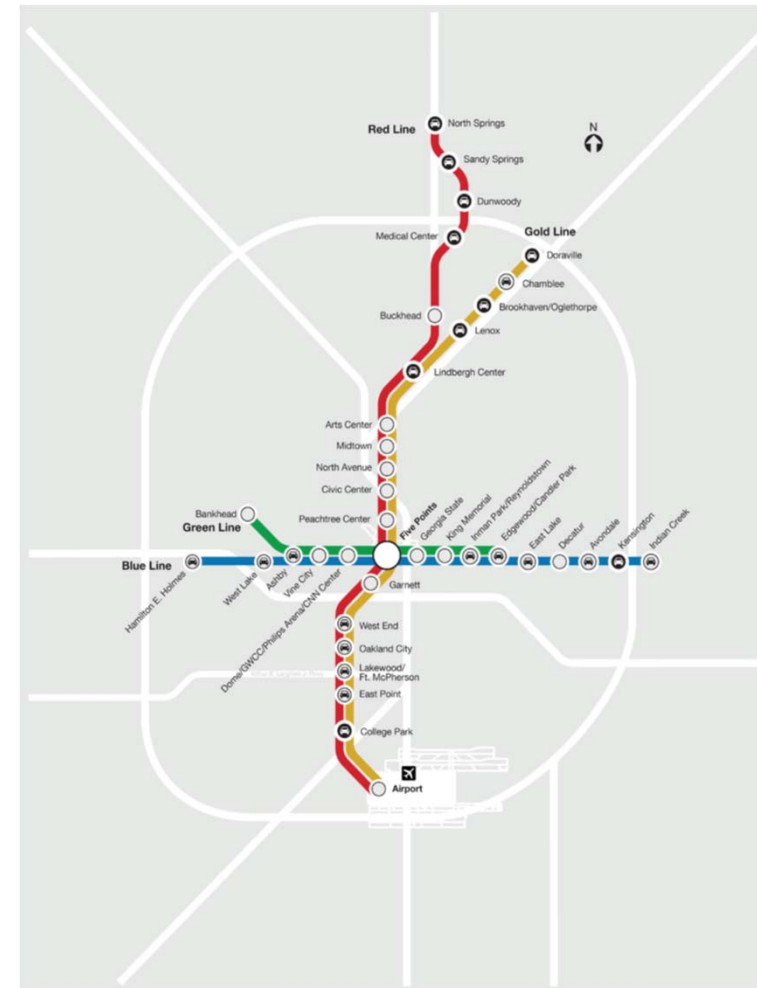 N
Red Line
North Springs
Sandy Springs
Dunwoody
Medical Center
Gold Line
Doraville
Chamblee
Brookhaven/Oglethorpe
Buckhead
Lenox
Lindbergh Center
Arts Center
Midtown
North Avenue
Civic Center
Peachtree Center
Bankhead
Green Line
Blue Line
Hamilton E. Holmes
West Lake
Ashby
Vine City
Dome/GWCC/Philips Arena/CNN Center
Five Points
Georgia State
King Memorial
Inman Park/Reynoldstown
Edgewood/Candler Park
East Lake
Decatur
Avondale
Kensington
Indian Creek
Garnett
West End
Oakland City
Lakewood/
Ft. McPherson
East Point
College Park
Airport